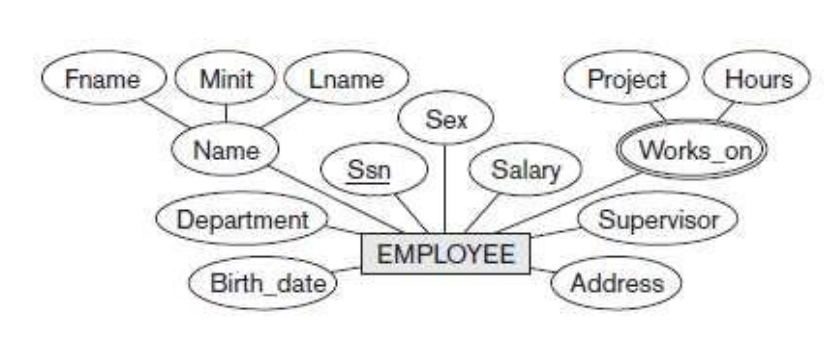 Fname Minit Lname Project Hours
Sex
Name Ssn Salary Works_on
Department Supervisor
EMPLOYEE
Birth_date Address